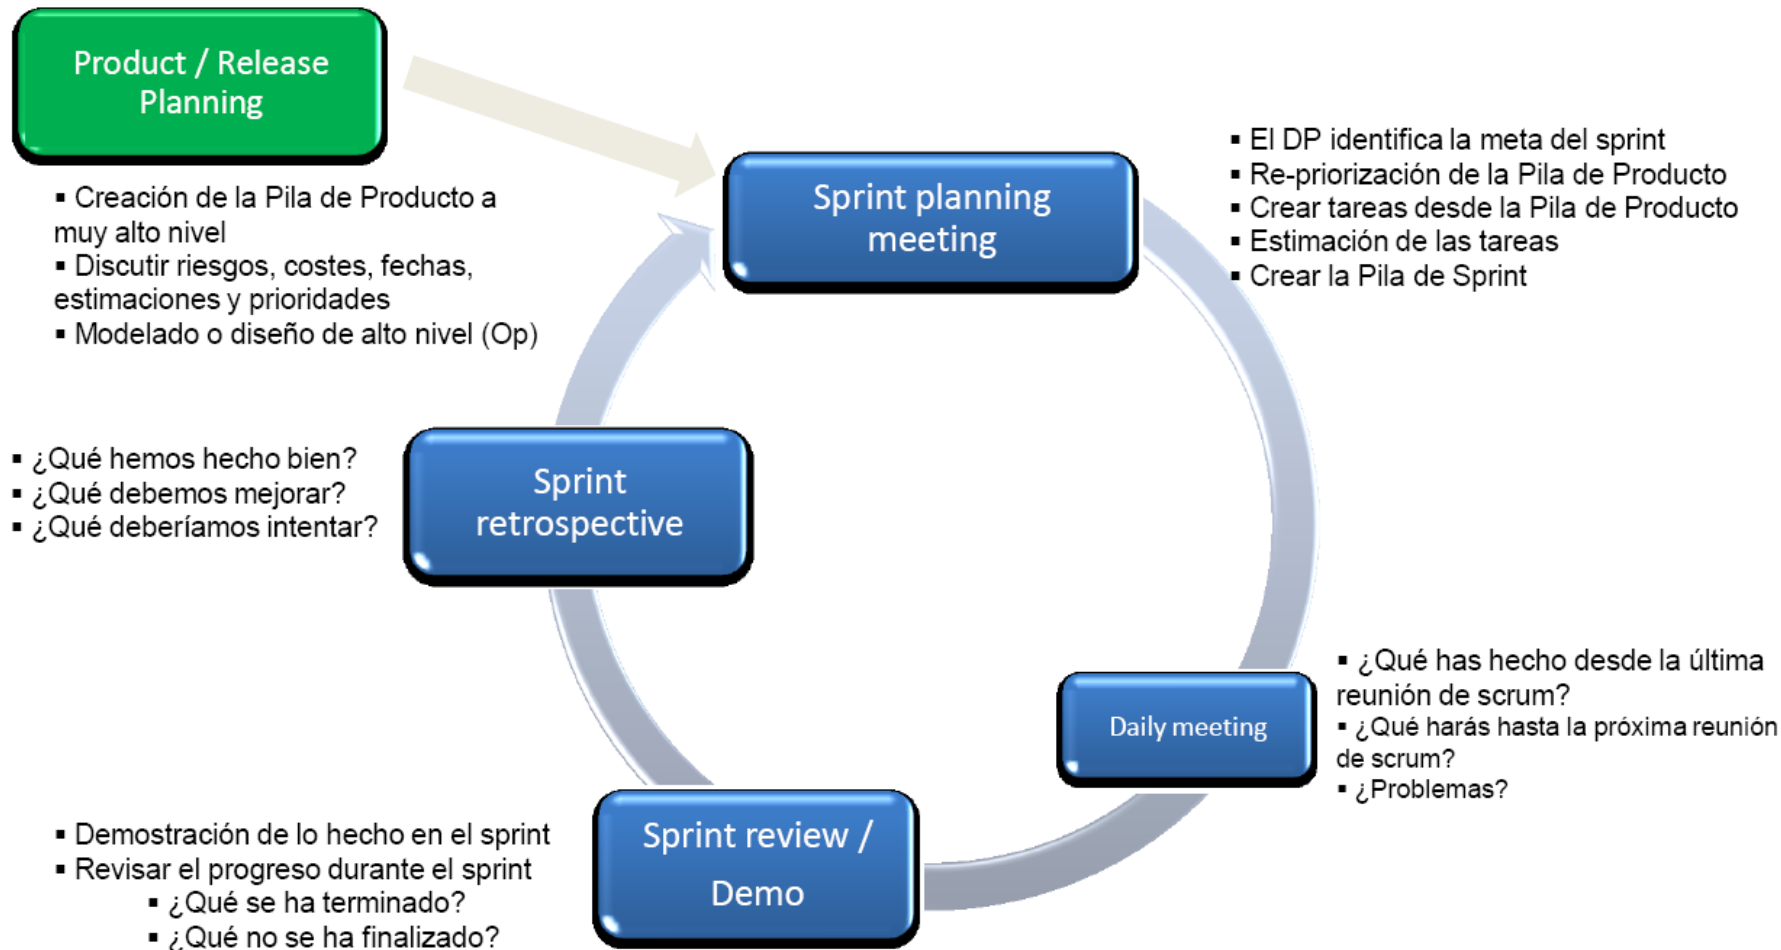 Product / Release
Planning
▪ Creación de la Pila de Producto a
muy alto nivel
▪ Discutir riesgos, costes, fechas,
estimaciones y prioridades
▪ Modelado o diseño de alto nivel (Op)
Sprint planning
meeting
▪ El DP identifica la meta del sprint
▪ Re-priorización de la Pila de Producto
▪ Crear tareas desde la Pila de Producto
▪ Estimación de las tareas
▪ Crear la Pila de Sprint
Daily meeting
▪ ¿Qué has hecho desde la última
reunión de scrum?
▪ ¿Qué harás hasta la próxima reunión
de scrum?
▪ ¿Problemas?
Sprint review /
Demo
▪ Demostración de lo hecho en el sprint
▪ Revisar el progreso durante el sprint
▪ ¿Qué se ha terminado?
▪ ¿Qué no se ha finalizado?
Sprint
retrospective
▪ ¿Qué hemos hecho bien?
▪ ¿Qué debemos mejorar?
▪ ¿Qué deberíamos intentar?